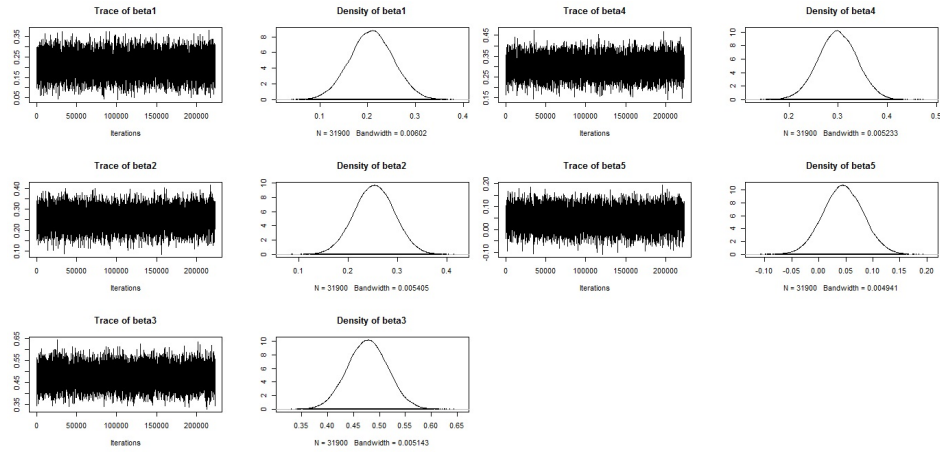 Trace of beta1
0.05 0.15 0.25 0.35
0 50000 100000 150000 200000
Iterations
Density of beta1
0 2 4 6 8
0.1 0.2 0.3 0.4
N = 31900 Bandwidth = 0.00602
Trace of beta4
0.15 0.25 0.35 0.45
0 50000 100000 150000 200000
Iterations
Density of beta4
0 2 4 6 8 10
0.2 0.3 0.4 0.5
N = 31900 Bandwidth = 0.005233
Trace of beta2
0.10 0.20 0.30 0.40
0 50000 100000 150000 200000
Iterations
Density of beta2
0 2 4 6 8 10
0.1 0.2 0.3 0.4
N = 31900 Bandwidth = 0.005405
Trace of beta5
-0.10 0.00 0.10 0.20
0 50000 100000 150000 200000
Iterations
Density of beta5
0 2 4 6 8 10
-0.10 -0.05 0.00 0.05 0.10 0.15 0.20
N = 31900 Bandwidth = 0.004941
Trace of beta3
0.35 0.45 0.55 0.65
0 50000 100000 150000 200000
Iterations
Density of beta3
0 2 4 6 8 10
0.35 0.40 0.45 0.50 0.55 0.60 0.65
N = 31900 Bandwidth = 0.005143